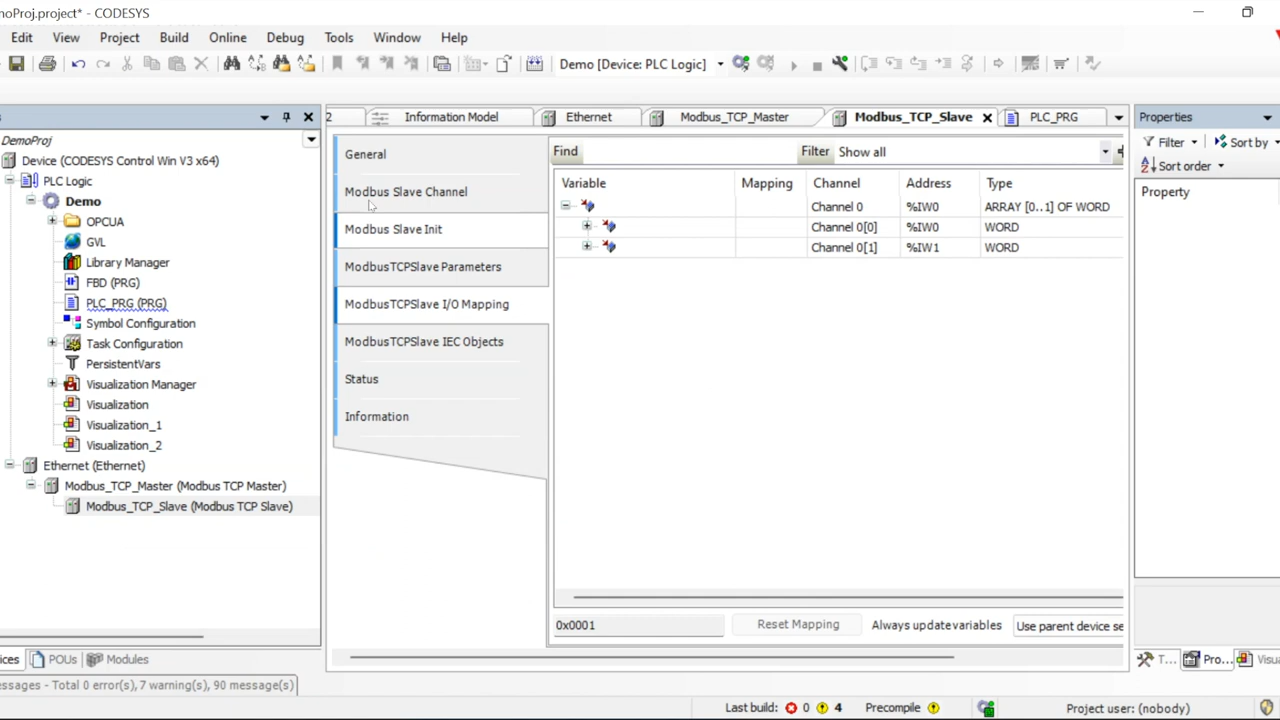 noProj.project* - CODESYS
Edit View Project Build Online Debug Tools Window Help
Demo [Device: PLC Logic]
s
DemoProj
Device (CODESYS Control Win V3 x64)
PLC Logic
Demo
OPCUA
GVL
Library Manager
FBD (PRG)
PLC_PRG (PRG)
Symbol Configuration
Task Configuration
PersistentVars
Visualization Manager
Visualization
Visualization_1
Visualization_2
Ethernet (Ethernet)
Modbus_TCP_Master (Modbus TCP Master)
Modbus_TCP_Slave (Modbus TCP Slave)
ices POUs Modules
2 Information Model Ethernet Modbus_TCP_Master Modbus_TCP_Slave PLC_PRG
General
Modbus Slave Channel
Modbus Slave Init
ModbusTCPSlave Parameters
ModbusTCPSlave I/O Mapping
ModbusTCPSlave IEC Objects
Status
Information
Find Filter Show all
Variable Mapping Channel Address Type
Channel 0 %IW0 ARRAY [0..1] OF WORD
Channel 0[0] %IW0 WORD
Channel 0[1] %IW1 WORD
0x0001 Reset Mapping Always updatevariables Use parent device se
Properties
Filter Sort by
Sort order
Property
T... Pro... Visua
essages - Total 0 error(s), 7 warning(s), 90 message(s)
Last build: 0 4 Precompile Project user: (nobody)